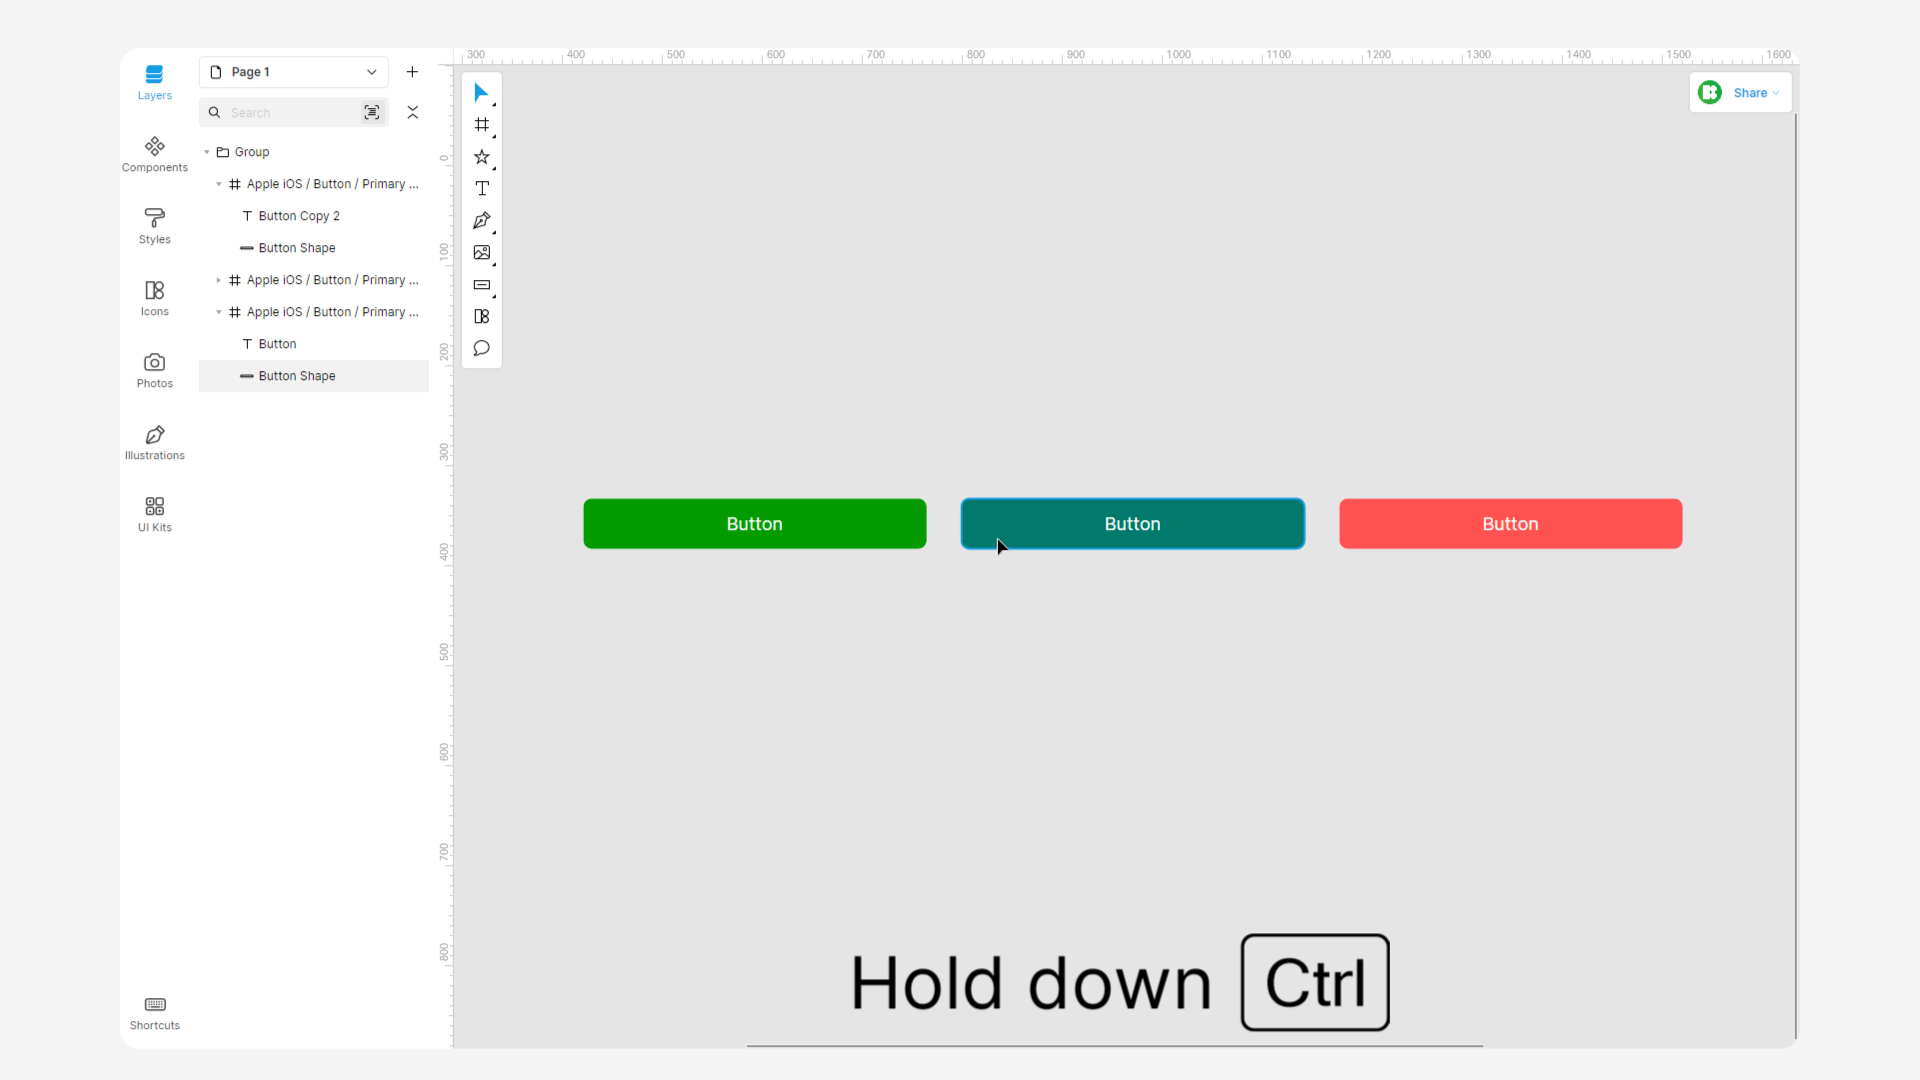 300 400 500 600 700 800 900 1000 1100 1200 1300 1400 1500 1600
Layers
Page 1
Search
Share
Components
Group
Apple iOS / Button / Primary ...
Button Copy 2
Styles
Button Shape
Apple iOS / Button / Primary ...
Icons
Apple iOS / Button / Primary ...
Button
Photos
Button Shape
Illustrations
UI Kits
Shortcuts
0
100
200
300
400
500
600
700
800
Button Button Button
Hold down Ctrl